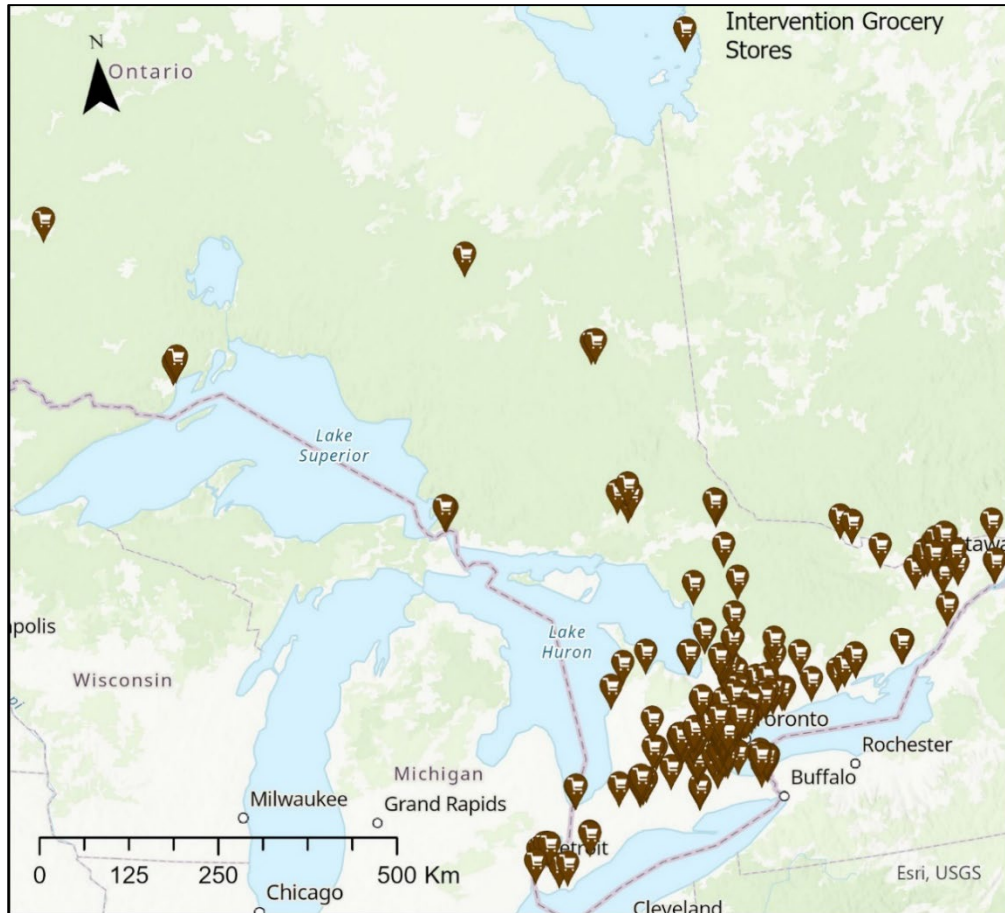 Intervention Grocery
Stores
N
Ontario
Lake
Superior
Lake
Huron
Wisconsin
Toronto
Rochester
Michigan
Milwaukee
Grand Rapids
Buffalo
0 125 250 500 Km
Esri, USGS
Chicago
Cleveland